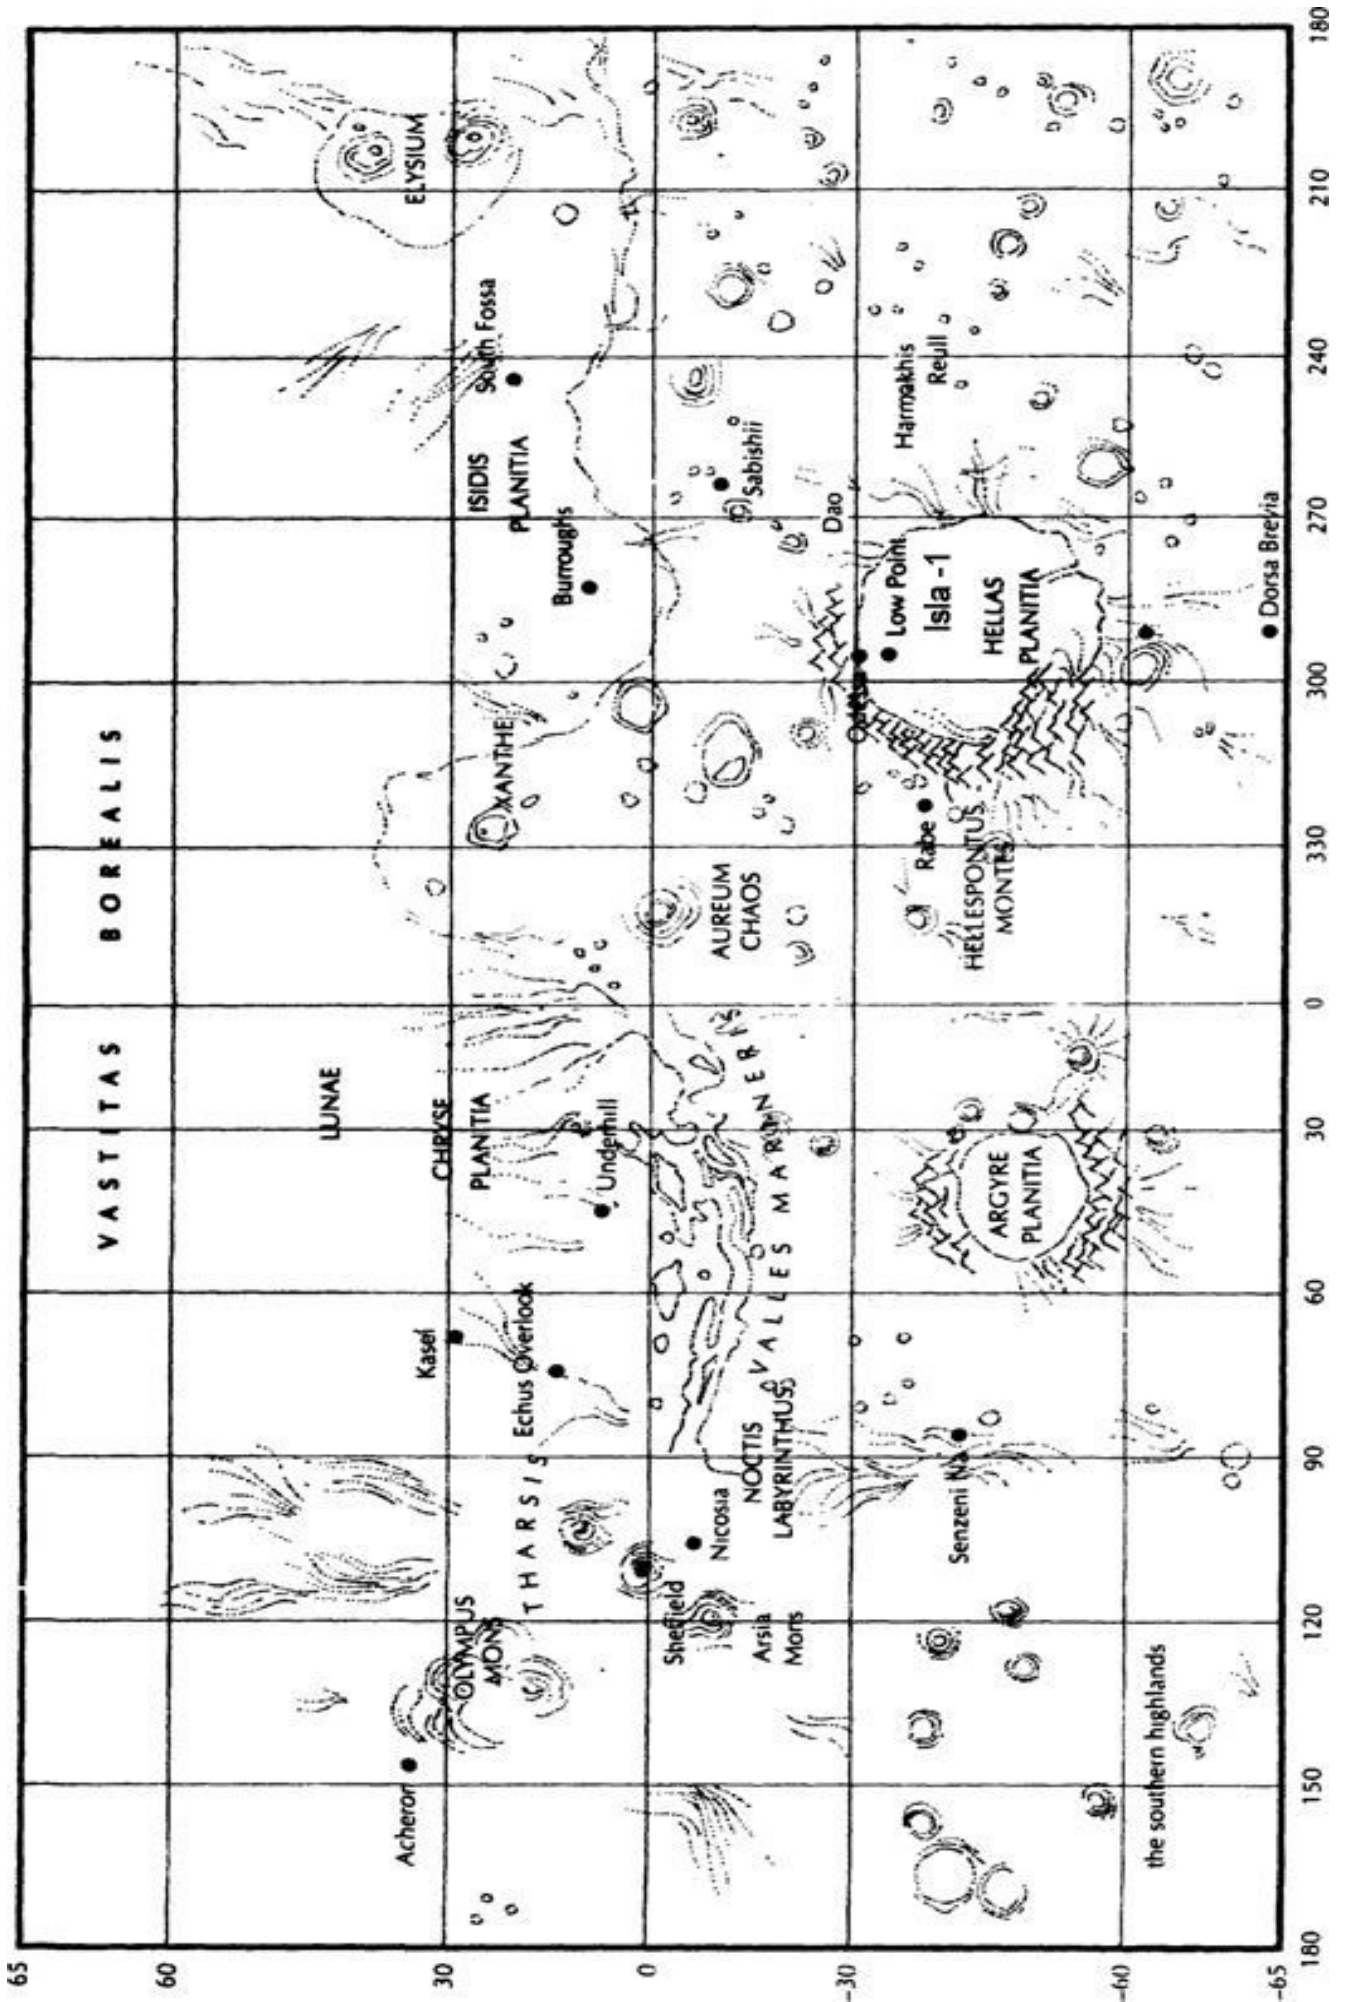 VASTITAS BOREALIS
LUNAE
ELYSIUM
Acheron
Kasei
CHRYSE
PLANITIA
XANTHE
ISIDIS
PLANITIA
South Fossa
OLYMPUS
MONS
THARSIS
Echus Overlook
Underhill
Burroughs
Sheffield
Nicosia
Arsia
Mons
NOCTIS
LABYRINTHUS
VALLES MARINERIS
AUREUM
CHAOS
Sabishii
Dao
Odessa
Low Point
Isla -1
HELLAS
PLANITIA
Harmakhis
Reull
Rabe
HELLESPONTUS
MONTES
Senzeni Na
ARGYRE
PLANITIA
the southern highlands
Dorsa Brevia
65
60
30
0
-30
-60
-65
180
150
120
90
60
30
0
330
300
270
240
210
180